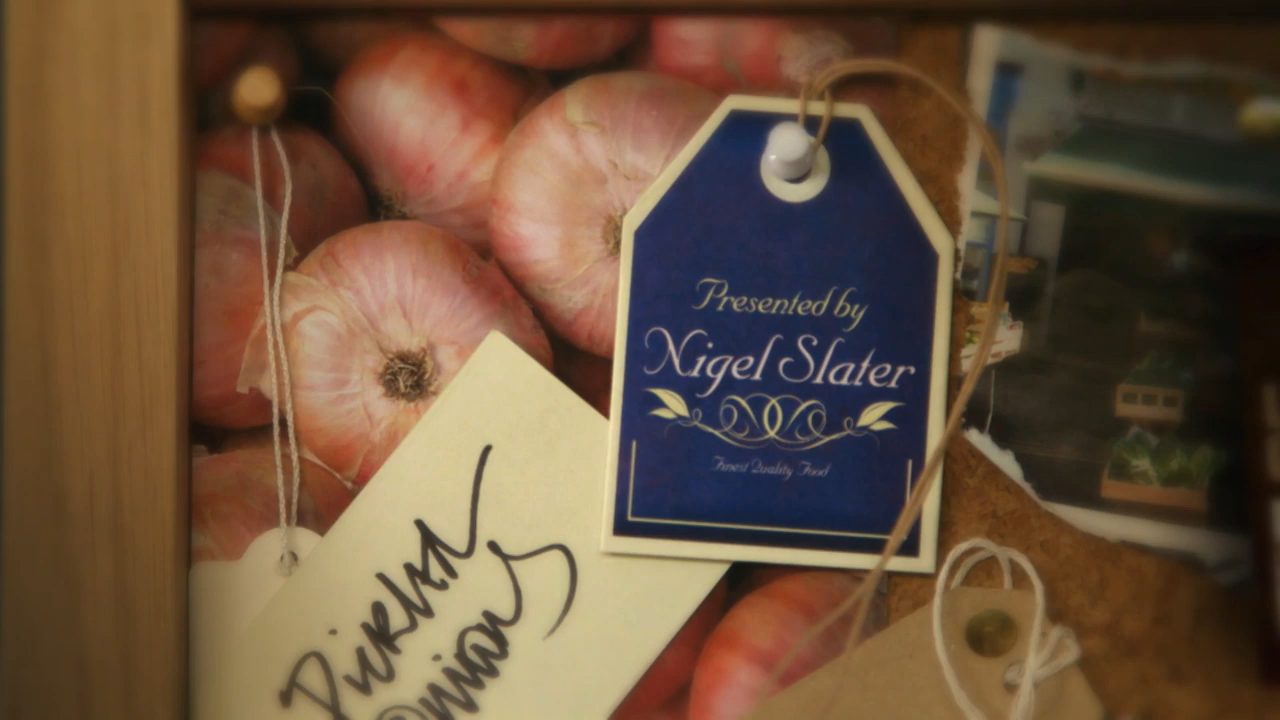 Presented by
Nigel Slater
Finest Quality Food
Pickled
Onions